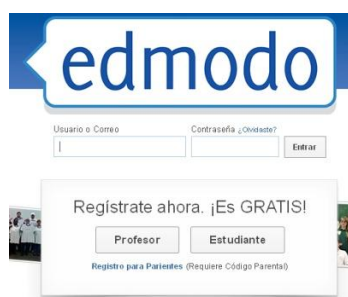 edmodo
Usuario o Correo Contraseña ¿Olvidaste?
Entrar
Regístrate ahora. ¡Es GRATIS!
Profesor Estudiante
Registro para Parientes (Requiere Código Parental)